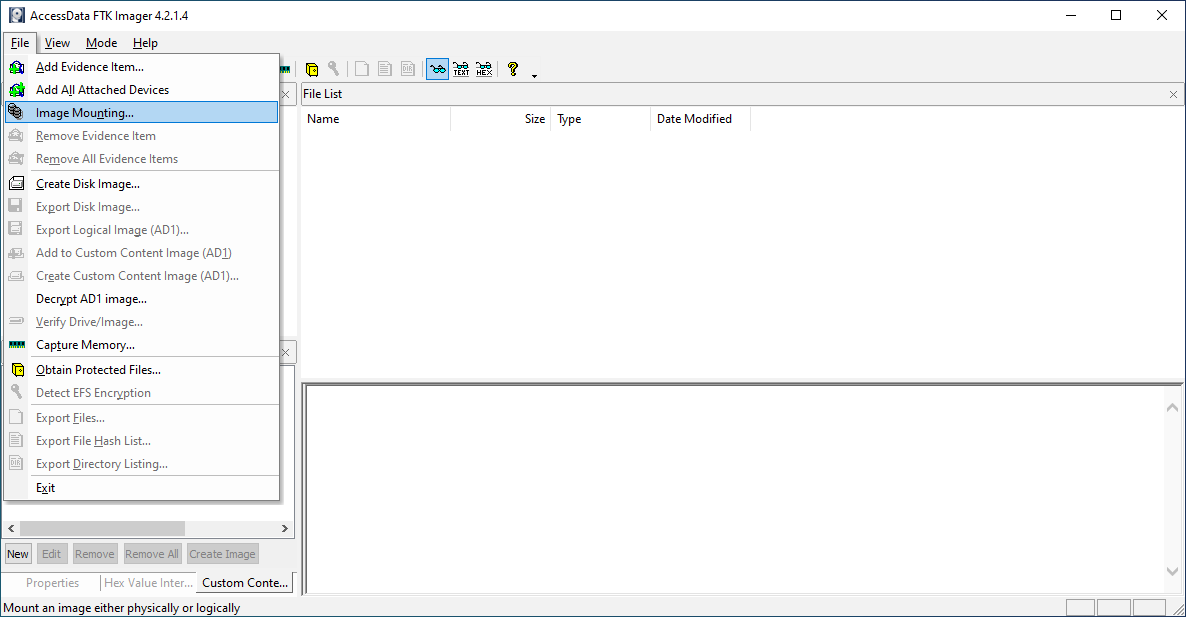 AccessData FTK Imager 4.2.1.4
File View Mode Help
Add Evidence Item...
Add All Attached Devices
Image Mounting...
Remove Evidence Item
Remove All Evidence Items
Create Disk Image...
Export Disk Image...
Export Logical Image (AD1)...
Add to Custom Content Image (AD1)
Create Custom Content Image (AD1)...
Decrypt AD1 image...
Verify Drive/Image...
Capture Memory...
Obtain Protected Files...
Detect EFS Encryption
Export Files...
Export File Hash List...
Export Directory Listing...
Exit
TEXT HEX
File List
Name Size Type Date Modified
New Edit Remove Remove All Create Image
Properties Hex Value Inter... Custom Conte...
Mount an image either physically or logically